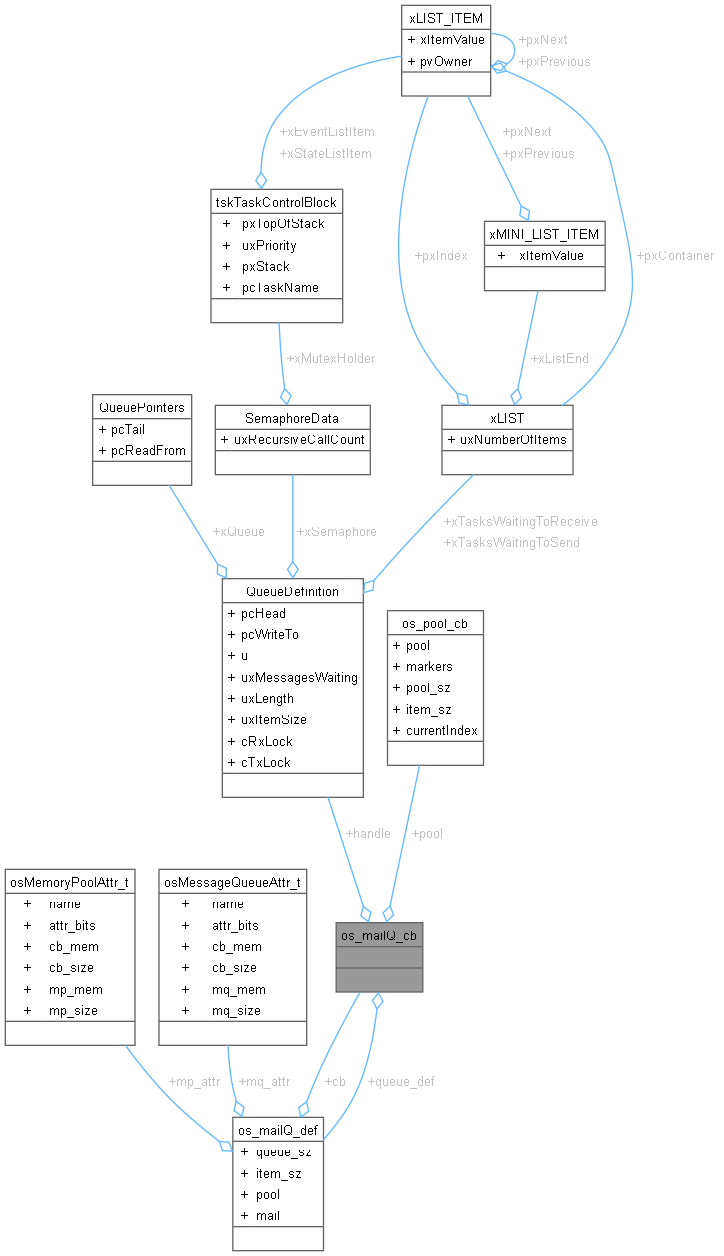 xLIST_ITEM
+ xItemValue
+ pvOwner
+pxNext
+pxPrevious
+xEventListItem
+xStateListItem
+pxNext
+pxPrevious
tskTaskControlBlock
+ pxTopOfStack
+ uxPriority
+ pxStack
+ pcTaskName
xMINI_LIST_ITEM
+ xItemValue
+pxIndex
+pxContainer
+xMutexHolder
+xListEnd
QueuePointers
+ pcTail
+ pcReadFrom
SemaphoreData
+ uxRecursiveCallCount
xLIST
+ uxNumberOfItems
+xQueue
+xSemaphore
+xTasksWaitingToReceive
+xTasksWaitingToSend
QueueDefinition
+ pcHead
+ pcWriteTo
+ u
+ uxMessagesWaiting
+ uxLength
+ uxItemSize
+ cRxLock
+ cTxLock
os_pool_cb
+ pool
+ markers
+ pool_sz
+ item_sz
+ currentIndex
+handle
+pool
osMemoryPoolAttr_t
+ name
+ attr_bits
+ cb_mem
+ cb_size
+ mp_mem
+ mp_size
osMessageQueueAttr_t
+ name
+ attr_bits
+ cb_mem
+ cb_size
+ mq_mem
+ mq_size
os_mailQ_cb
+mp_attr
+mq_attr
+cb
+queue_def
os_mailQ_def
+ queue_sz
+ item_sz
+ pool
+ mail